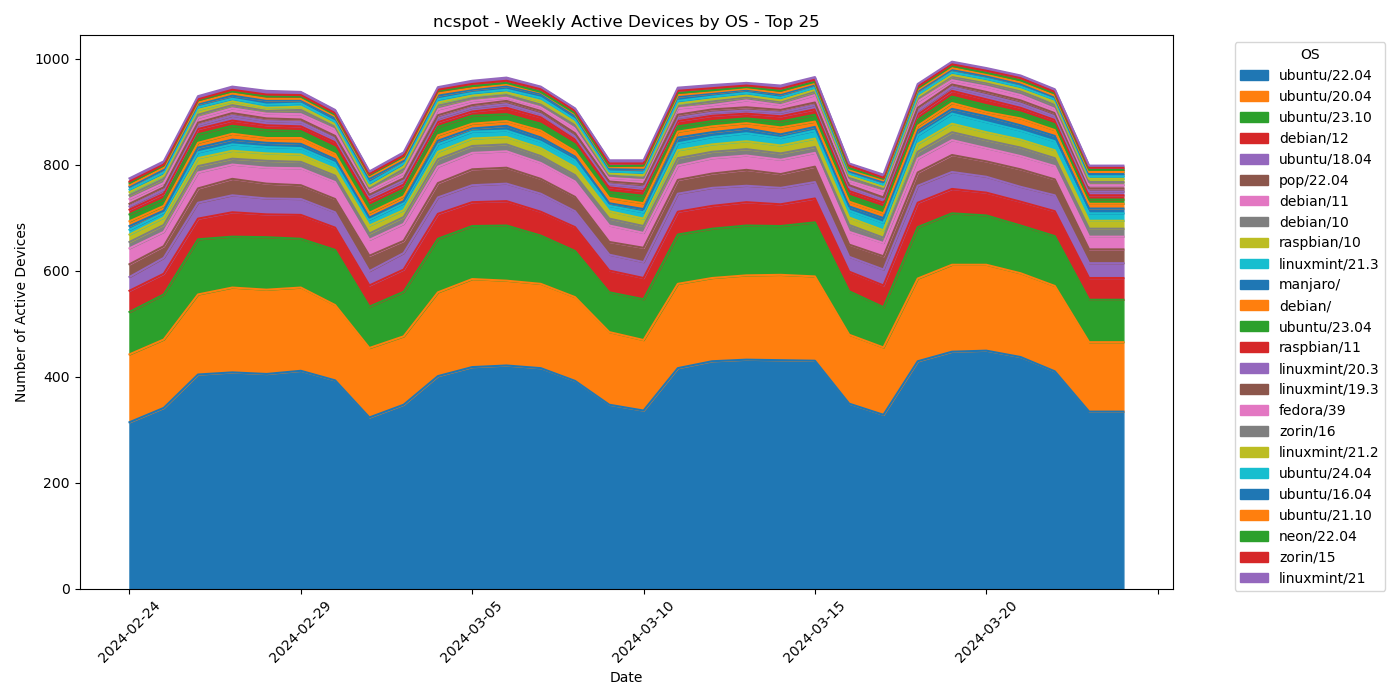 ncspot - Weekly Active Devices by OS - Top 25
Number of Active Devices
1000
800
600
400
200
0
2024-02-24
2024-02-29
2024-03-05
2024-03-10
2024-03-15
2024-03-20
Date
OS
ubuntu/22.04
ubuntu/20.04
ubuntu/23.10
debian/12
ubuntu/18.04
pop/22.04
debian/11
debian/10
raspbian/10
linuxmint/21.3
manjaro/
debian/
ubuntu/23.04
raspbian/11
linuxmint/20.3
linuxmint/19.3
fedora/39
zorin/16
linuxmint/21.2
ubuntu/24.04
ubuntu/16.04
ubuntu/21.10
neon/22.04
zorin/15
linuxmint/21